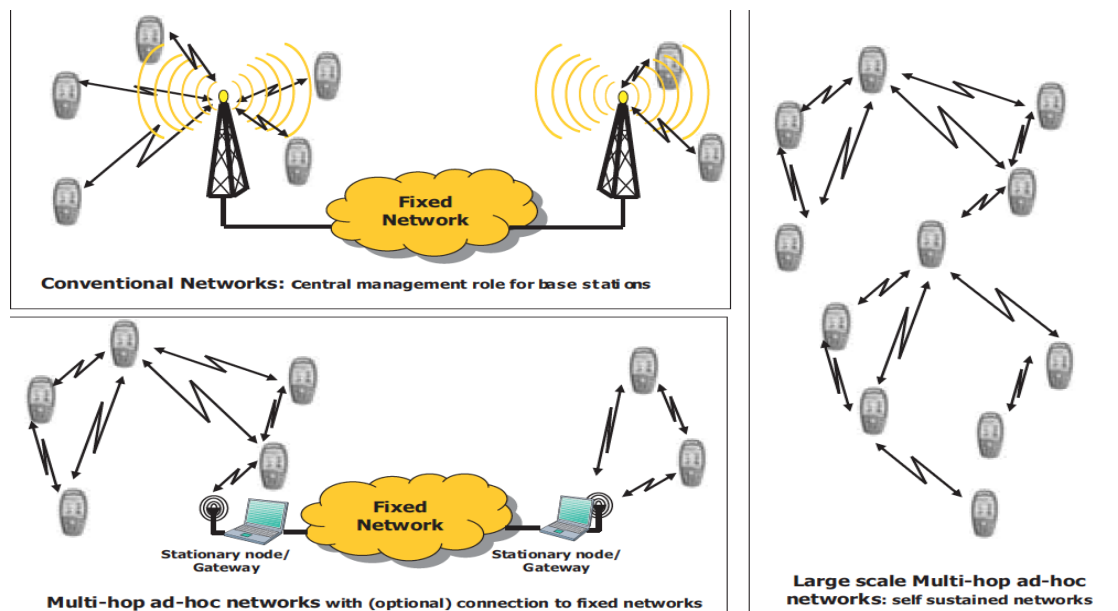 Fixed
Network
Conventional Networks: Central management role for base stations
Fixed
Network
Stationary node/
Gateway
Stationary node/
Gateway
Multi-hop ad-hoc networks with (optional) connection to fixed networks
Large scale Multi-hop ad-hoc
networks: self sustained networks